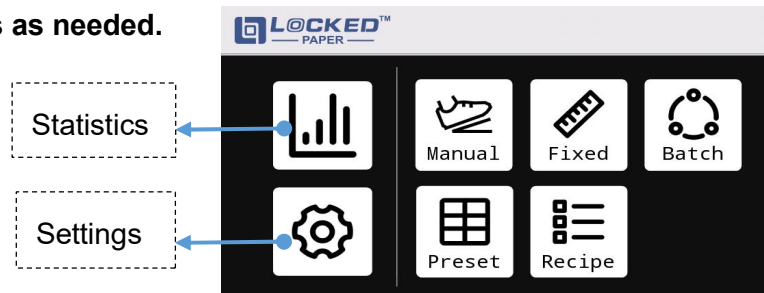 s as needed.
LOCKED™
PAPER
Statistics
Manual
Fixed
Batch
Settings
Preset
Recipe